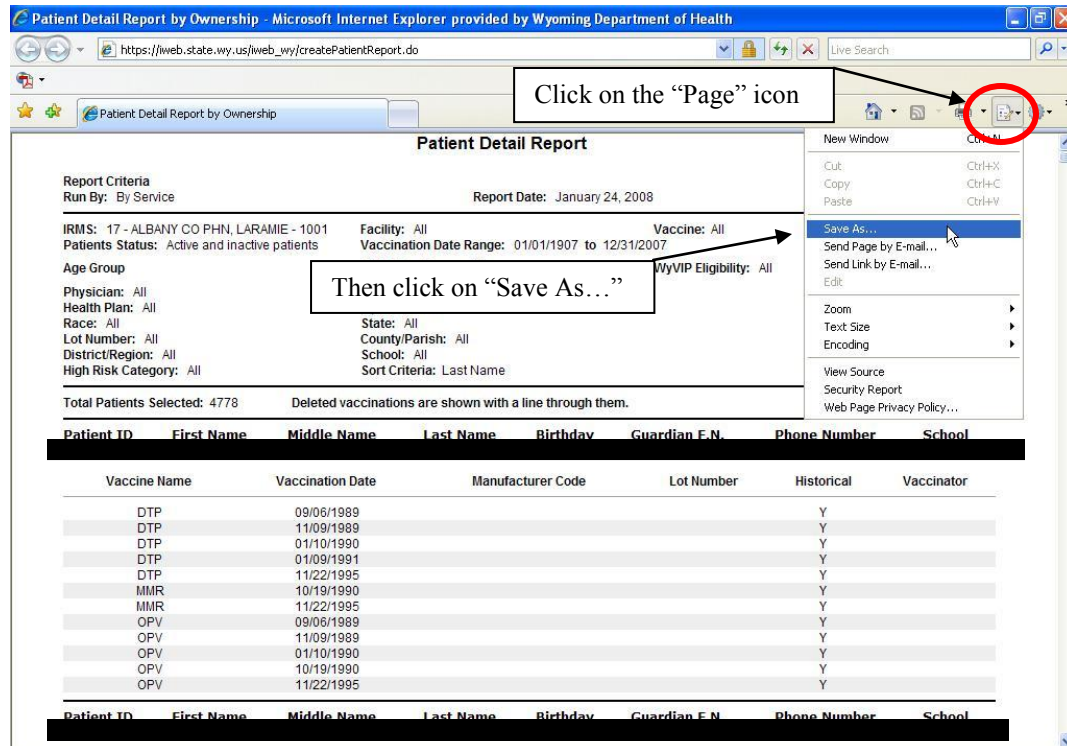 Patient Detail Report by Ownership - Microsoft Internet Explorer provided by Wyoming Department of Health
https://iweb.state.wy.us/iweb_wy/createPatientReport.do
Live Search
Click on the “Page” icon
Patient Detail Report by Ownership
Patient Detail Report
New Window Ctrl+N
Cut Ctrl+X
Copy Ctrl+C
Paste Ctrl+V
Save As...
Send Page by E-mail...
Send Link by E-mail...
Edit
Zoom
Text Size
Encoding
View Source
Security Report
Web Page Privacy Policy...
Report Criteria
Run By: By Service Report Date: January 24, 2008
IRMS: 17 - ALBANY CO PHN, LARAMIE - 1001 Facility: All Vaccine: All
Patients Status: Active and inactive patients Vaccination Date Range: 01/01/1907 to 12/31/2007
Age Group WyVIP Eligibility: All
Then click on “Save As…”
Physician: All
Health Plan: All
Race: All State: All
Lot Number: All County/Parish: All
District/Region: All School: All
High Risk Category: All Sort Criteria: Last Name
Total Patients Selected: 4778 Deleted vaccinations are shown with a line through them.
Patient ID First Name Middle Name Last Name Birthday Guardian F.N. Phone Number School
Vaccine Name Vaccination Date Manufacturer Code Lot Number Historical Vaccinator
DTP 09/06/1989 Y
DTP 11/09/1989 Y
DTP 01/10/1990 Y
DTP 01/09/1991 Y
DTP 11/22/1995 Y
MMR 10/19/1990 Y
MMR 11/22/1995 Y
OPV 09/06/1989 Y
OPV 11/09/1989 Y
OPV 01/10/1990 Y
OPV 10/19/1990 Y
OPV 11/22/1995 Y
Patient ID First Name Middle Name Last Name Birthday Guardian F.N. Phone Number School